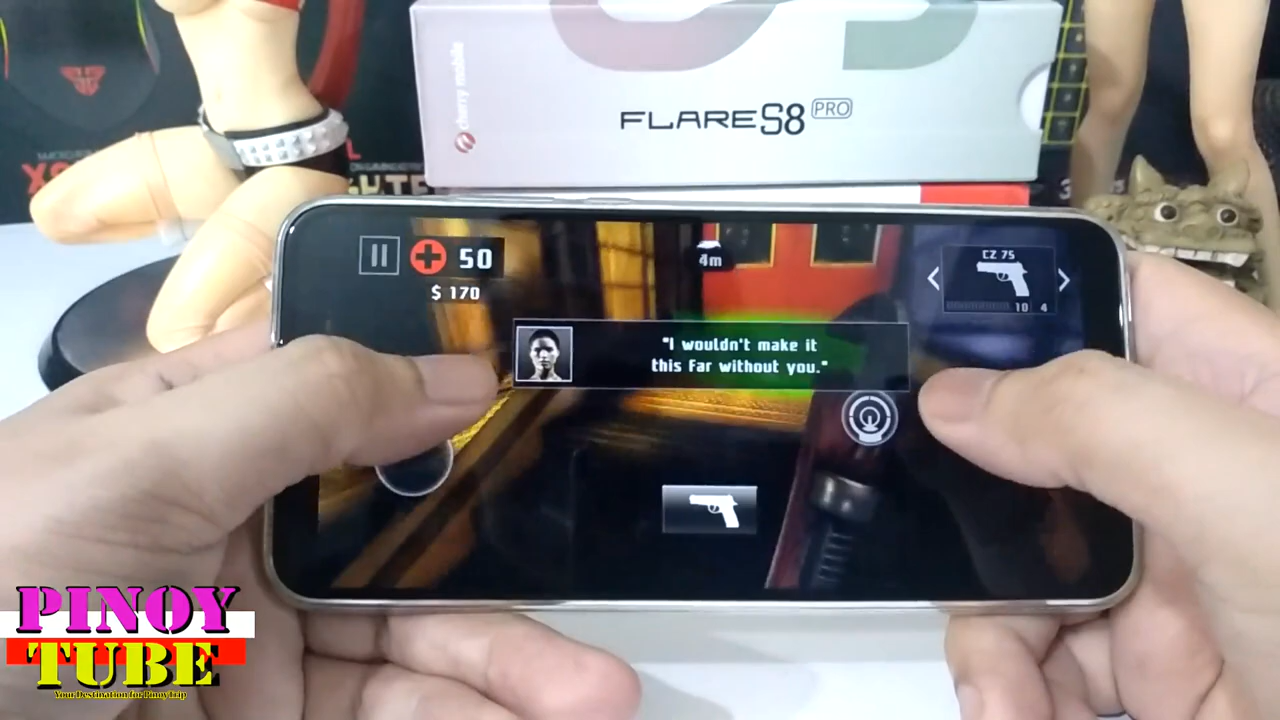 cherry mobile
FLARE S8 PRO
50
$ 170
4m
CZ 75
10 4
"I wouldn't make it
this far without you."
PINOY
TUBE
Your Destination for Pinoy Trip